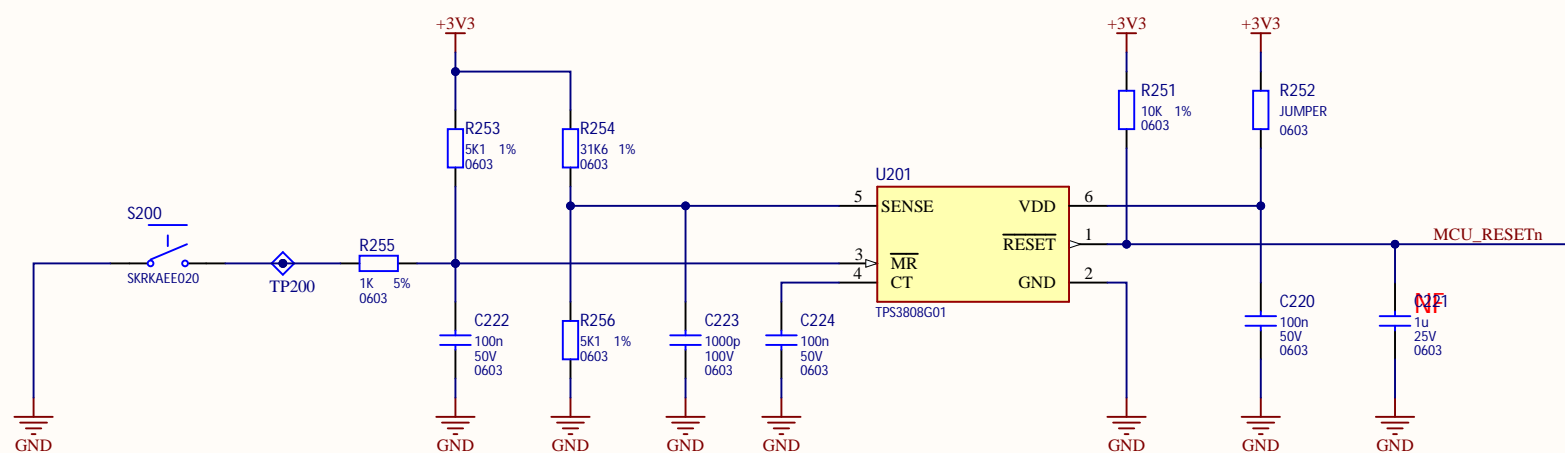 +3V3
+3V3
+3V3
R253
5K1 1%
0603
R254
31K6 1%
0603
R251
10K 1%
0603
R252
JUMPER
0603
S200
SKRKAEE020
TP200
R255
1K 5%
0603
U201
5 SENSE
3 MR
4 CT
VDD 6
RESET 1
GND 2
TPS3808G01
MCU_RESETn
C222
100n
50V
0603
R256
5K1 1%
0603
C223
1000p
100V
0603
C224
100n
50V
0603
C220
100n
50V
0603
C221
NF
1u
25V
0603
GND
GND
GND
GND
GND
GND
GND